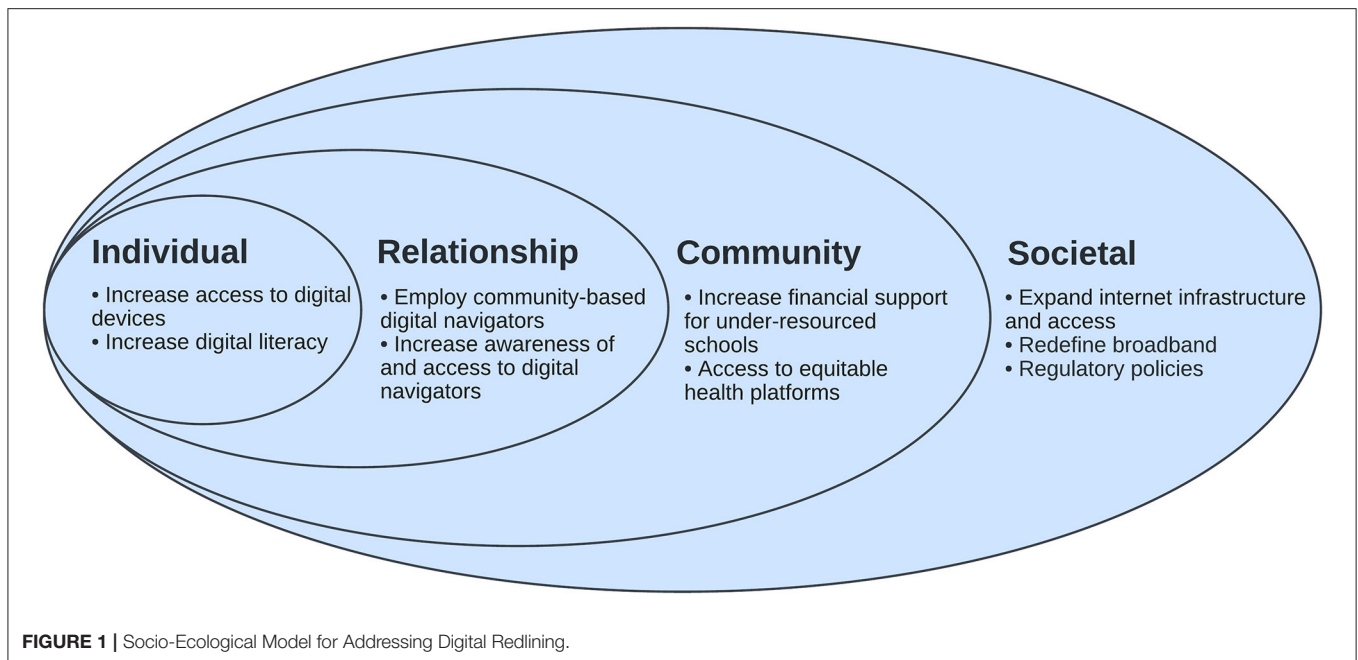 Individual
• Increase access to digital
devices
• Increase digital literacy
Relationship
• Employ community-based
digital navigators
• Increase awareness of
and access to digital
navigators
Community
• Increase financial support
for under-resourced
schools
• Access to equitable
health platforms
Societal
• Expand internet infrastructure
and access
• Redefine broadband
• Regulatory policies
FIGURE 1 | Socio-Ecological Model for Addressing Digital Redlining.